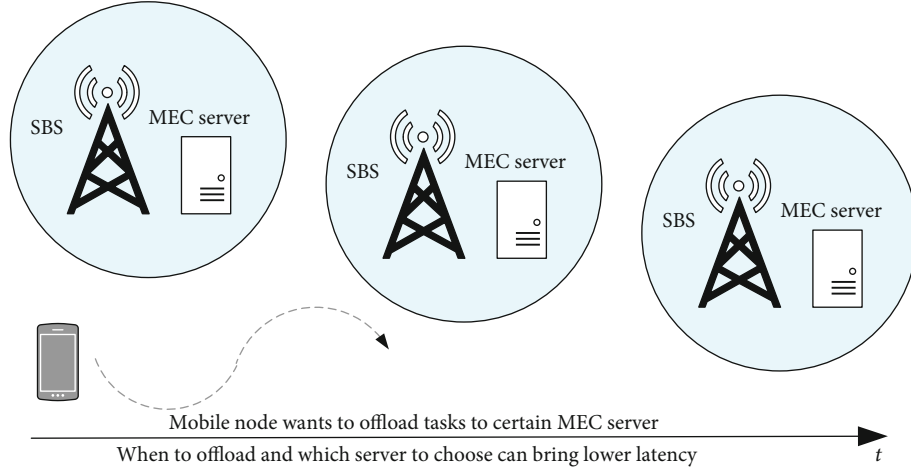 SBS
MEC server
SBS
MEC server
SBS
MEC server
Mobile node wants to offload tasks to certain MEC server
When to offload and which server to choose can bring lower latency
t